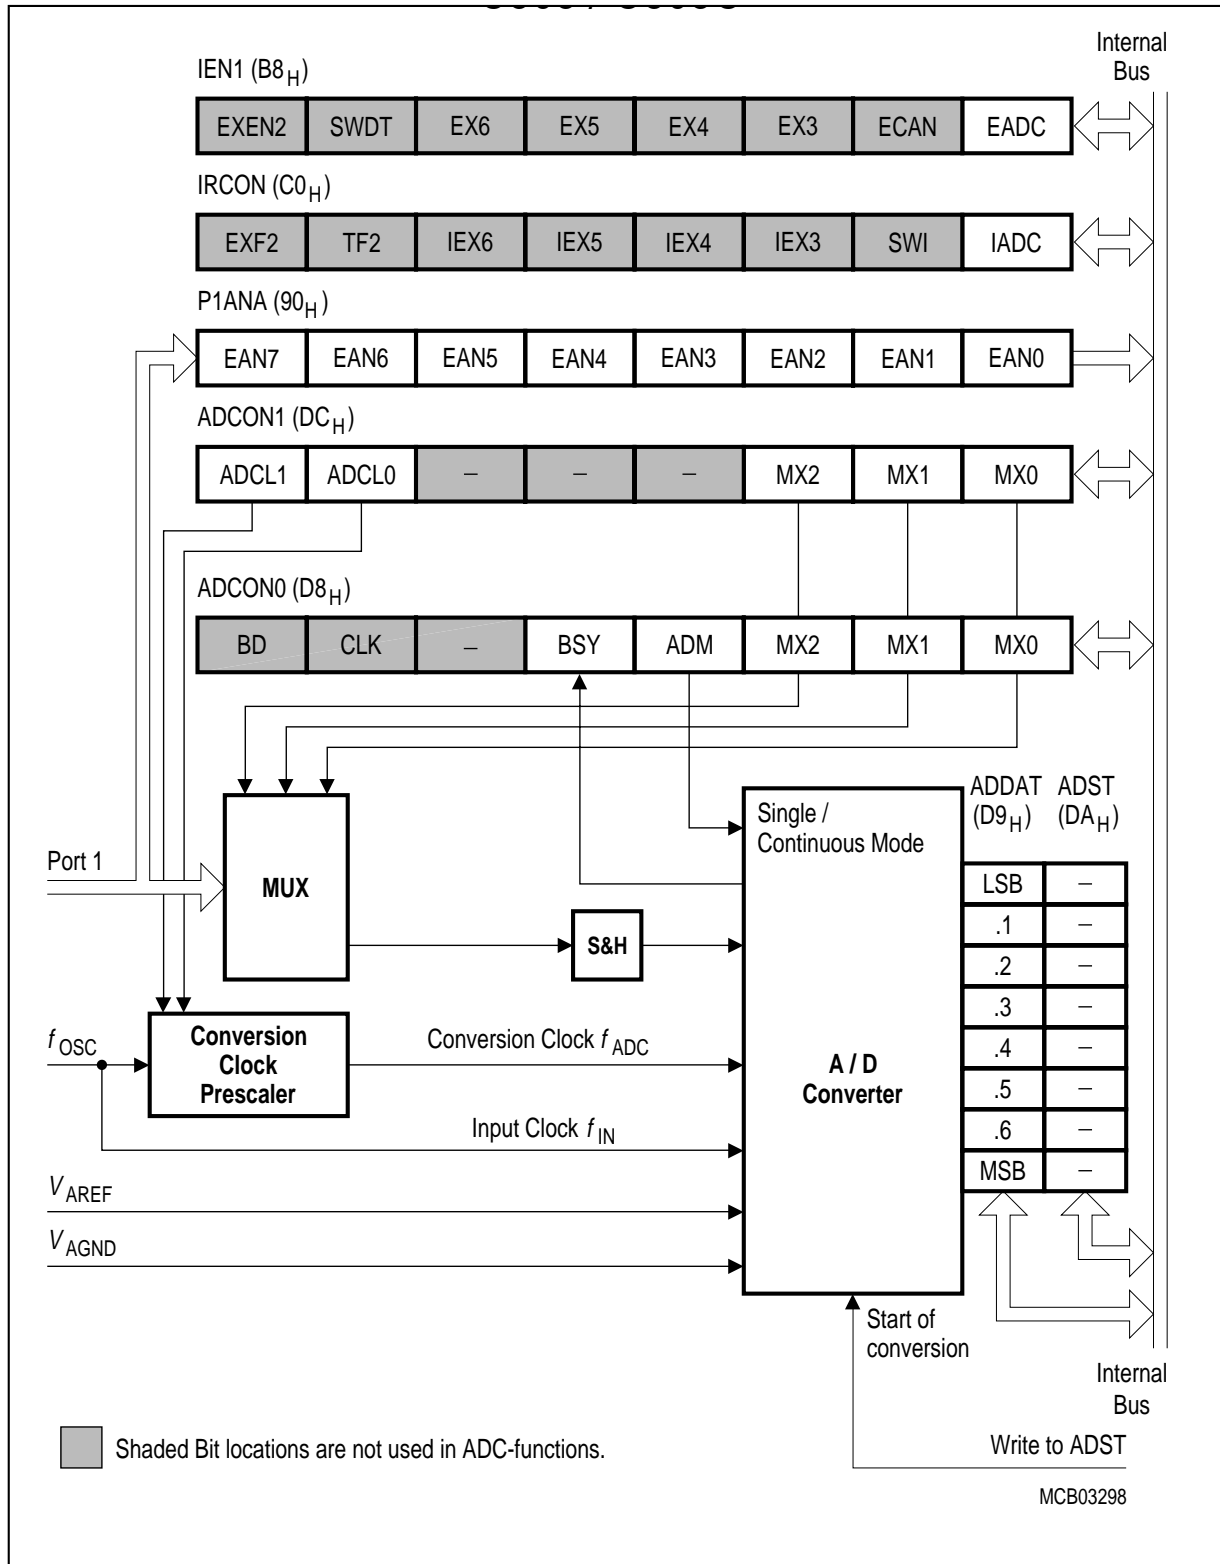 Internal
Bus
IEN1 (B8H)
EXEN2 SWDT EX6 EX5 EX4 EX3 ECAN EADC
IRCON (C0H)
EXF2 TF2 IEX6 IEX5 IEX4 IEX3 SWI IADC
P1ANA (90H)
EAN7 EAN6 EAN5 EAN4 EAN3 EAN2 EAN1 EAN0
ADCON1 (DCH)
ADCL1 ADCL0 – – – MX2 MX1 MX0
ADCON0 (D8H)
BD CLK – BSY ADM MX2 MX1 MX0
ADDAT ADST
(D9H) (DAH)
Single /
Continuous Mode
Port 1
MUX
LSB –
.1 –
S&H
.2 –
.3 –
fOSC
Conversion
Clock
Prescaler
Conversion Clock fADC
A / D
Converter
.4 –
.5 –
Input Clock fIN
.6 –
MSB –
VAREF
VAGND
Start of
conversion
Internal
Bus
Shaded Bit locations are not used in ADC-functions.
Write to ADST
MCB03298